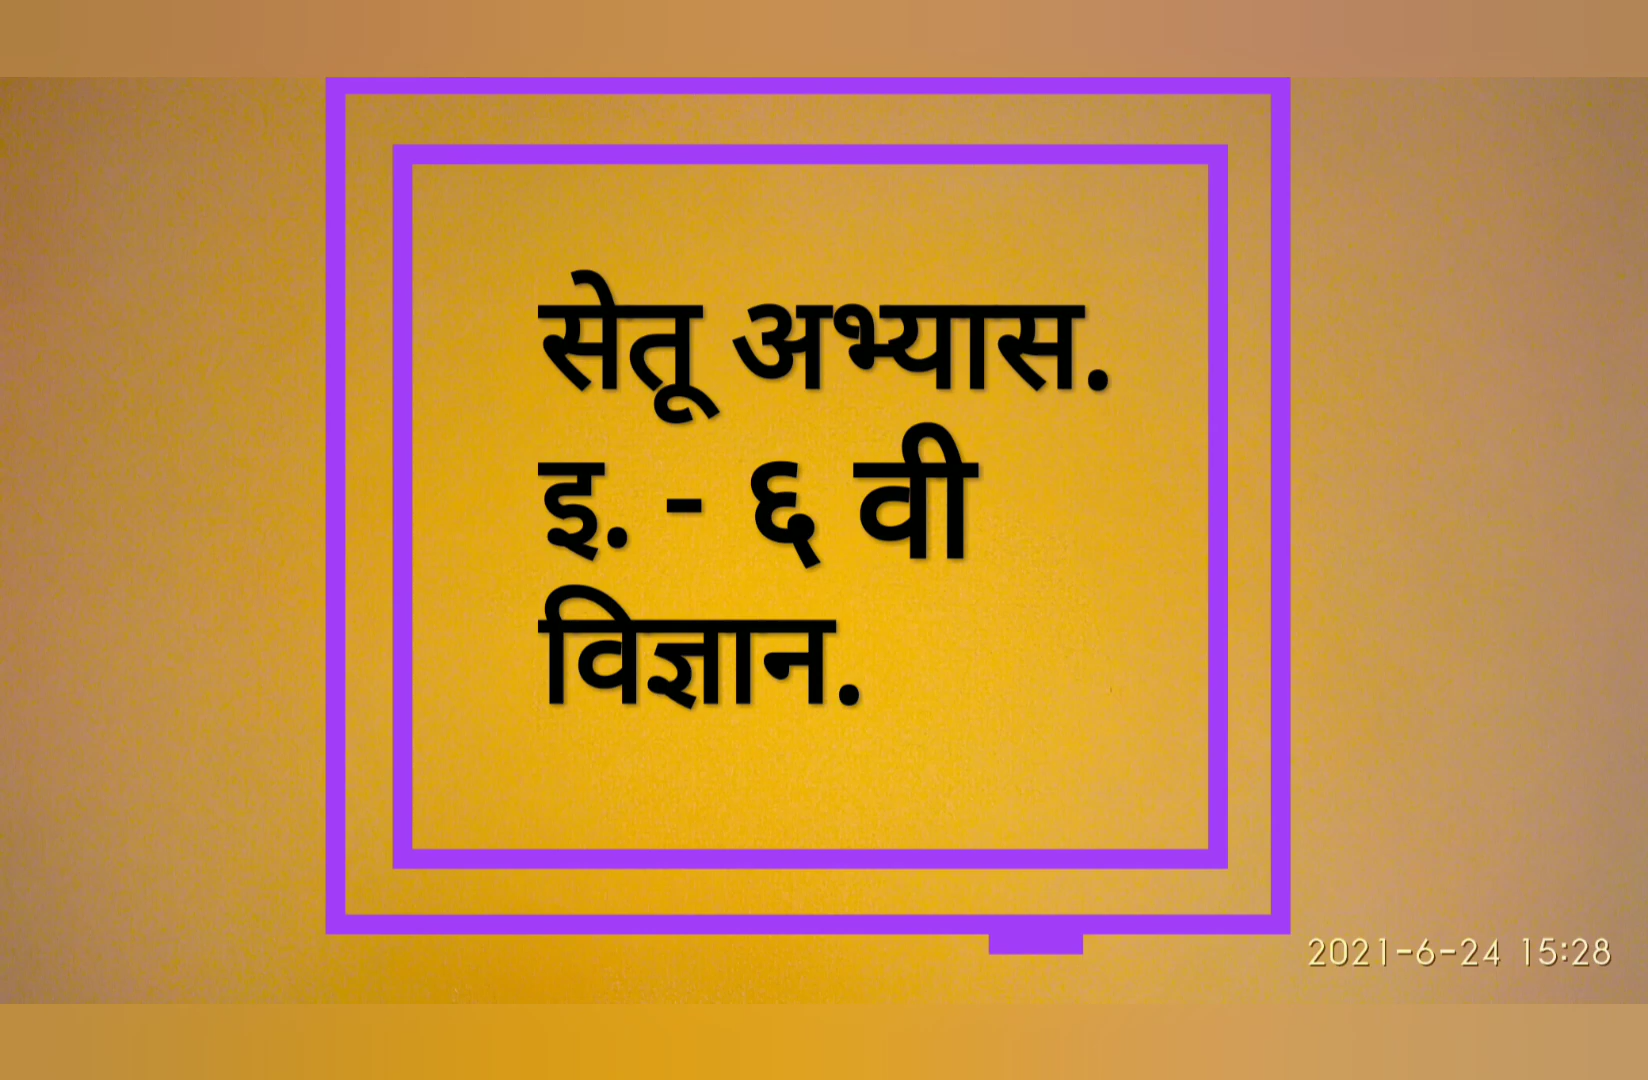 सेतू अभ्यास.
इ. - ६ वी
विज्ञान.
2021-6-24 15:28